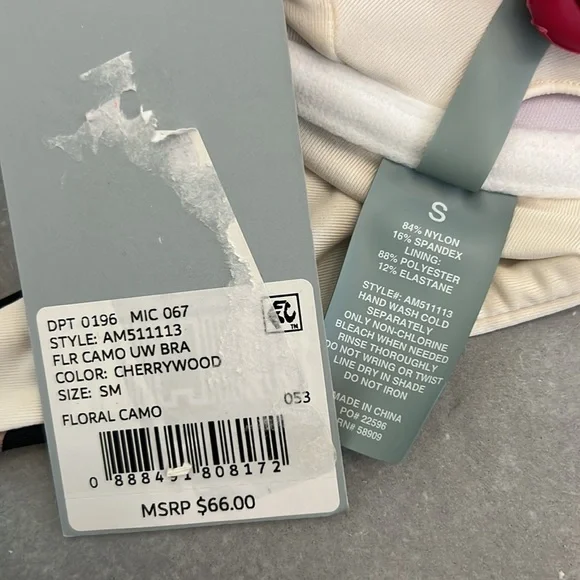 DPT 0196 MIC 067
STYLE: AM511113
FLR CAMO UW BRA
COLOR: CHERRYWOOD
SIZE: SM
FLORAL CAMO 053
0 888491 808172
MSRP $66.00
TM
S
84% NYLON
16% SPANDEX
LINING:
88% POLYESTER
12% ELASTANE
STYLE#: AM511113
HAND WASH COLD
SEPARATELY
ONLY NON-CHLORINE
BLEACH WHEN NEEDED
RINSE THOROUGHLY
DO NOT WRING OR TWIST
LINE DRY IN SHADE
DO NOT IRON
MADE IN CHINA
PO# 22596
RN# 58909